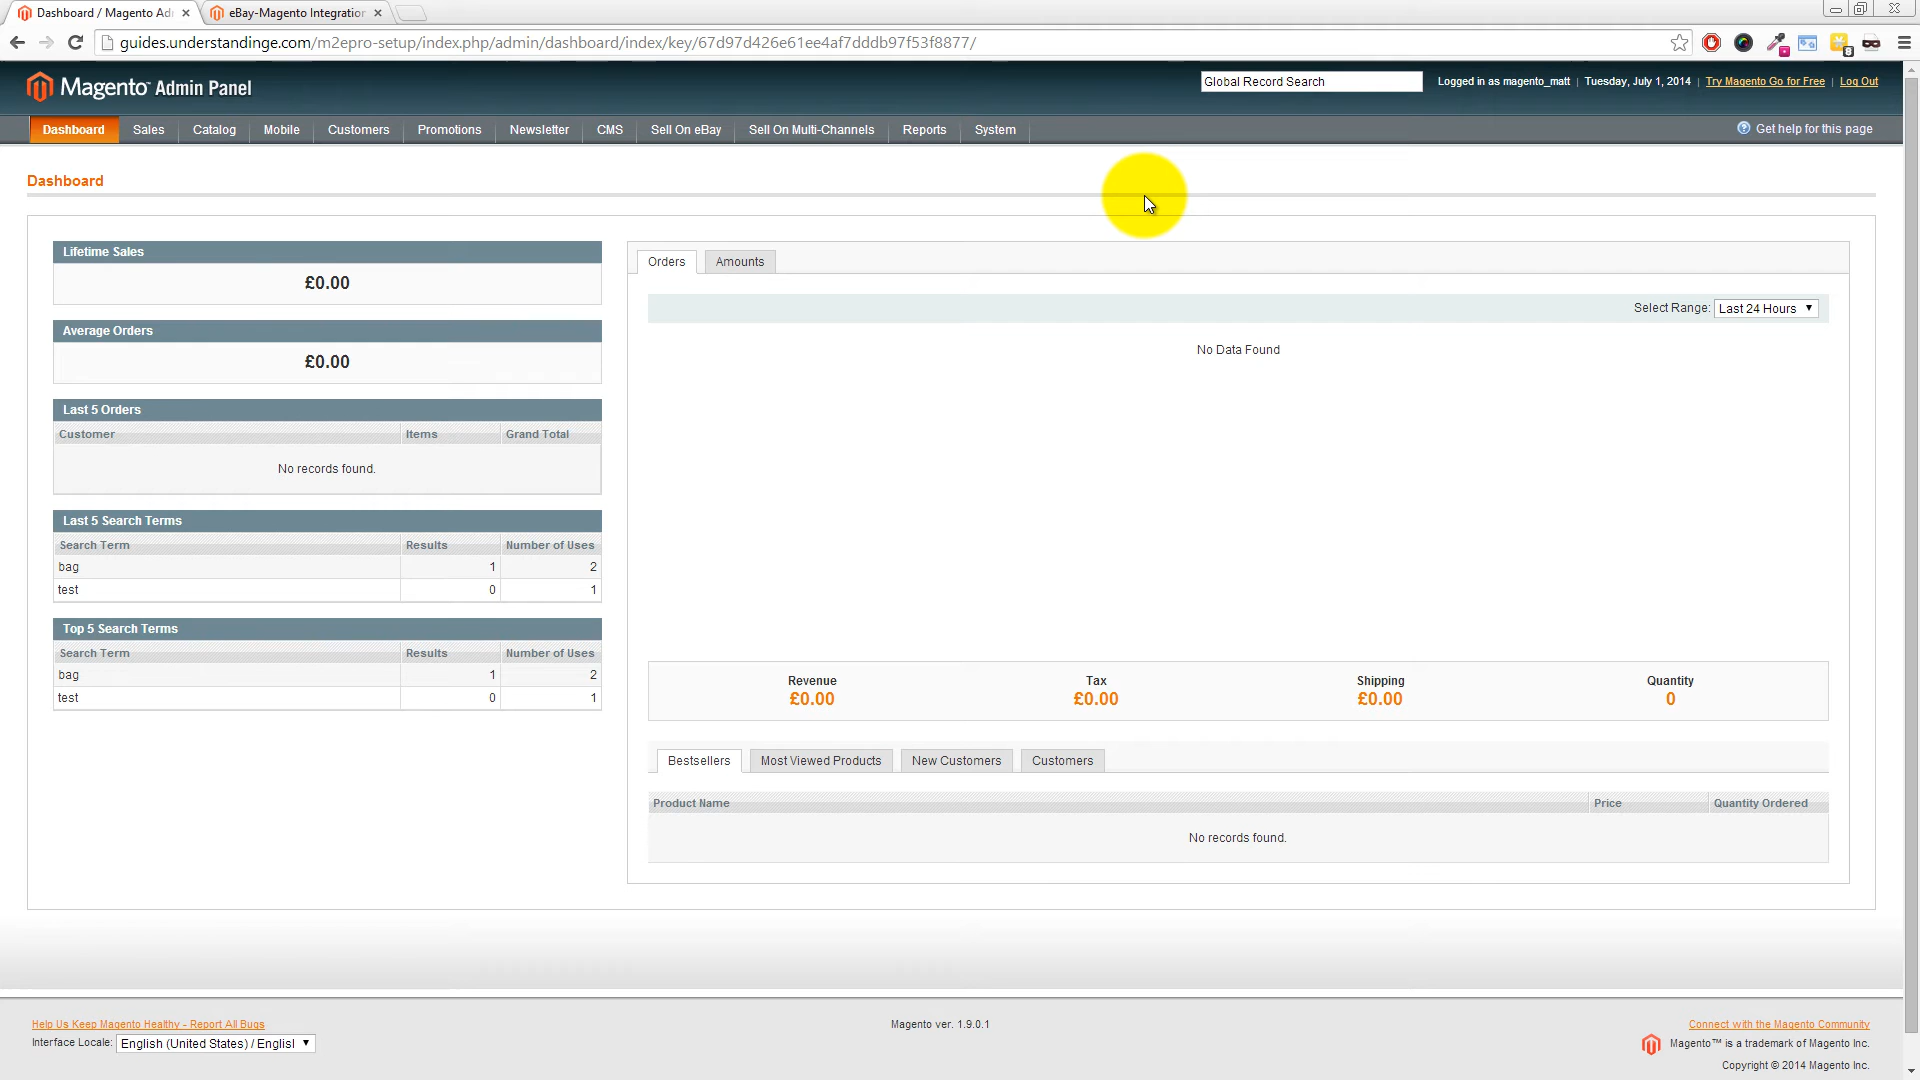 Dashboard / Magento Ad
eBay-Magento Integration
guides.understandinge.com/m2epro-setup/index.php/admin/dashboard/index/key/67d97d426e61ee4af7dddb97f53f8877/
8
Magento™ Admin Panel
Global Record Search
Logged in as magento_matt | Tuesday, July 1, 2014 | Try Magento Go for Free | Log Out
Dashboard Sales Catalog Mobile Customers Promotions Newsletter CMS Sell On eBay Sell On Multi-Channels Reports System
Get help for this page
Dashboard
Lifetime Sales
£0.00
Average Orders
£0.00
Last 5 Orders
Customer Items Grand Total
No records found.
Last 5 Search Terms
Search Term Results Number of Uses
bag 1 2
test 0 1
Top 5 Search Terms
Search Term Results Number of Uses
bag 1 2
test 0 1
Orders Amounts
Select Range: Last 24 Hours
No Data Found
Revenue Tax Shipping Quantity
£0.00 £0.00 £0.00 0
Bestsellers Most Viewed Products New Customers Customers
Product Name Price Quantity Ordered
No records found.
Help Us Keep Magento Healthy - Report All Bugs
Interface Locale: English (United States) / Englisl
Magento ver. 1.9.0.1
Connect with the Magento Community
Magento™ is a trademark of Magento Inc.
Copyright © 2014 Magento Inc.